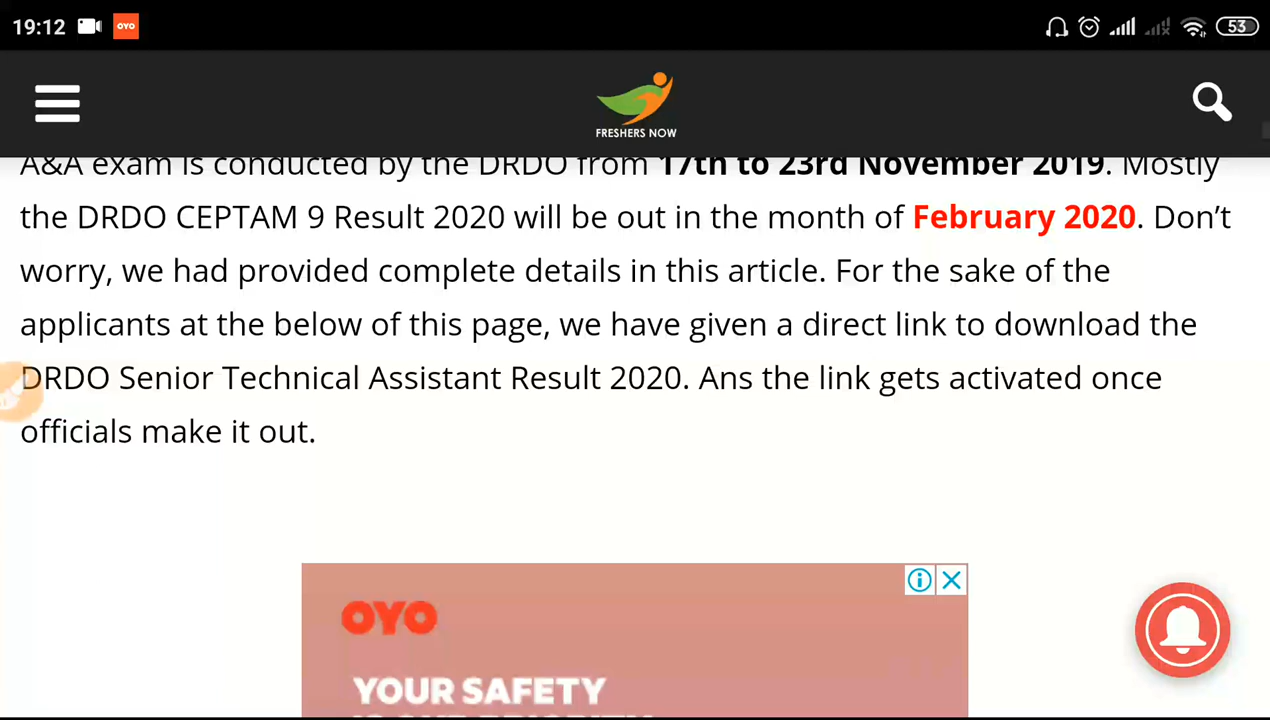 19:12 OYO 53
FRESHERS NOW
A&A exam is conducted by the DRDO from 17th to 23rd November 2019. Mostly
the DRDO CEPTAM 9 Result 2020 will be out in the month of February 2020. Don’t
worry, we had provided complete details in this article. For the sake of the
applicants at the below of this page, we have given a direct link to download the
DRDO Senior Technical Assistant Result 2020. Ans the link gets activated once
officials make it out.
OYO
YOUR SAFETY
IS OUR PRIORITY